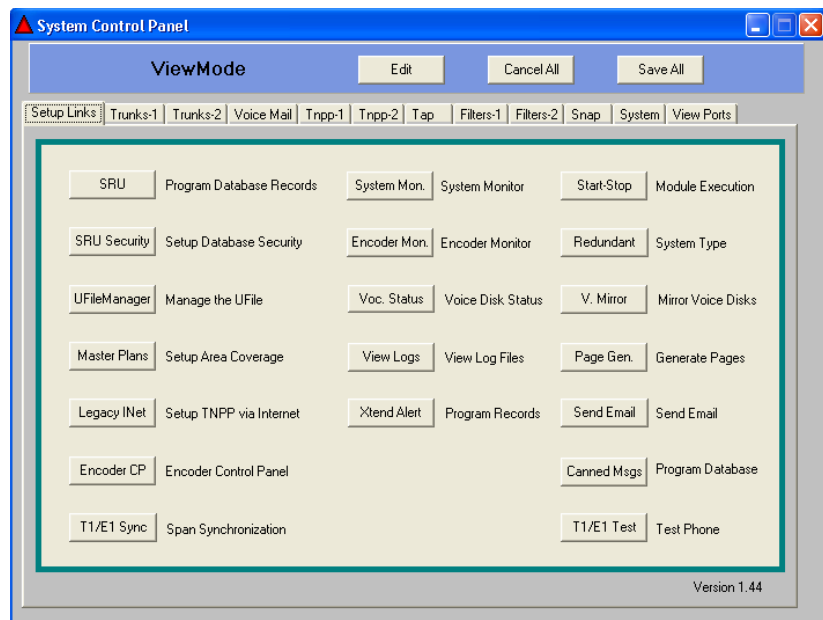 System Control Panel
ViewMode Edit Cancel All Save All
Setup Links Trunks-1 Trunks-2 Voice Mail Tnpp-1 Tnpp-2 Tap Filters-1 Filters-2 Snap System View Ports
SRU Program Database Records System Mon. System Monitor Start-Stop Module Execution
SRU Security Setup Database Security Encoder Mon. Encoder Monitor Redundant System Type
UFileManager Manage the UFile Voc. Status Voice Disk Status V. Mirror Mirror Voice Disks
Master Plans Setup Area Coverage View Logs View Log Files Page Gen. Generate Pages
Legacy INet Setup TNPP via Internet Xtend Alert Program Records Send Email Send Email
Encoder CP Encoder Control Panel Canned Msgs Program Database
T1/E1 Sync Span Synchronization T1/E1 Test Test Phone
Version 1.44